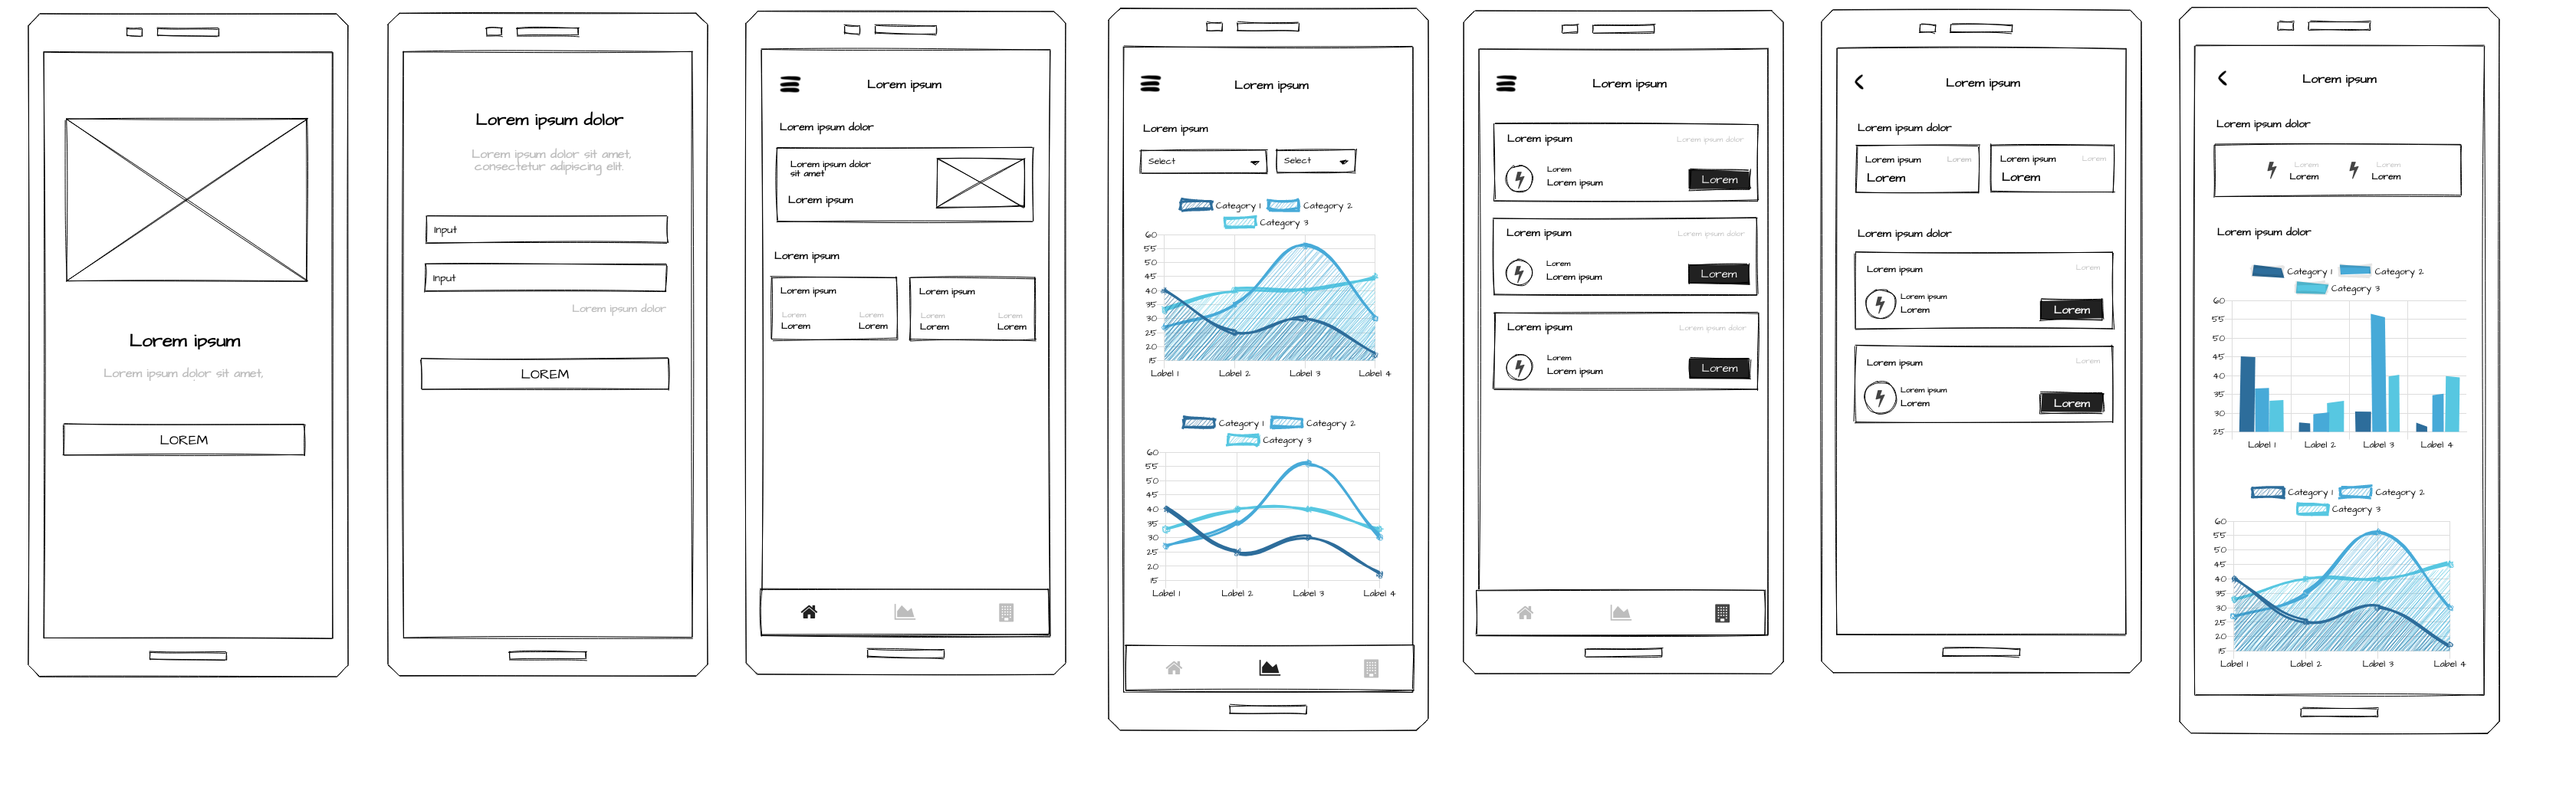 Lorem ipsum
Lorem ipsum dolor sit amet,
LOREM
Lorem ipsum dolor
Lorem ipsum dolor sit amet,
consectetur adipiscing elit.
Input
Input
Lorem ipsum dolor
LOREM
Lorem ipsum
Lorem ipsum dolor
Lorem ipsum dolor
sit amet
Lorem ipsum
Lorem ipsum
Lorem ipsum
Lorem Lorem
Lorem Lorem
Lorem ipsum
Lorem Lorem
Lorem Lorem
Lorem ipsum
Lorem ipsum
Select Select
Category 1 Category 2
Category 3
60
55
45
40
30
25
20
15
Label 1 Label 2 Label 3 Label 4
Category 1 Category 2
Category 3
60
55
50
45
40
35
30
25
20
15
Label 1 Label 2 Label 3 Label 4
Lorem ipsum
Lorem ipsum Lorem ipsum dolor
Lorem
Lorem ipsum Lorem
Lorem ipsum Lorem ipsum dolor
Lorem
Lorem ipsum Lorem
Lorem ipsum Lorem ipsum dolor
Lorem
Lorem ipsum Lorem
Lorem ipsum
Lorem ipsum dolor
Lorem ipsum Lorem
Lorem
Lorem ipsum Lorem
Lorem
Lorem ipsum dolor
Lorem ipsum Lorem
Lorem ipsum
Lorem Lorem
Lorem ipsum Lorem
Lorem ipsum
Lorem Lorem
Lorem ipsum
Lorem ipsum dolor
Lorem Lorem
Lorem Lorem
Lorem ipsum dolor
Category 1 Category 2
Category 3
60
55
50
45
40
35
30
25
Label 1 Label 2 Label 3 Label 4
Category 1 Category 2
Category 3
60
55
50
45
40
30
25
20
15
Label 1 Label 2 Label 3 Label 4